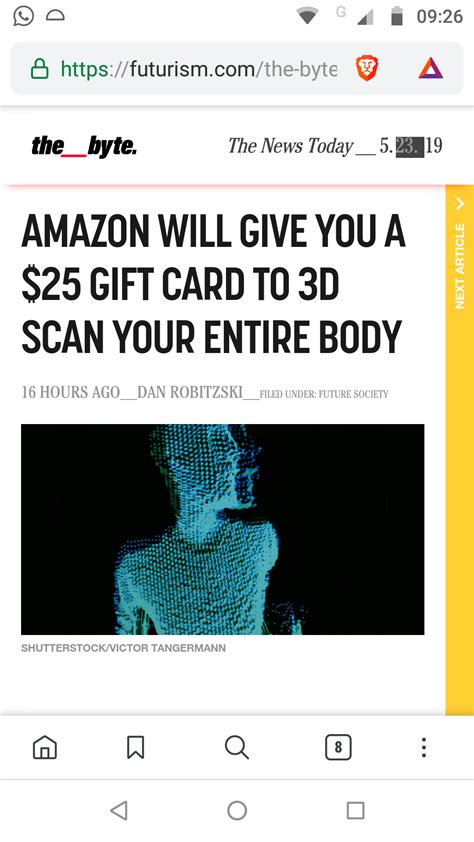 G
09:26
https://futurism.com/the-byte
the__byte.
The News Today __ 5.23.19
NEXT ARTICLE
AMAZON WILL GIVE YOU A
$25 GIFT CARD TO 3D
SCAN YOUR ENTIRE BODY
16 HOURS AGO__DAN ROBITZSKI__FILED UNDER: FUTURE SOCIETY
SHUTTERSTOCK/VICTOR TANGERMANN
8